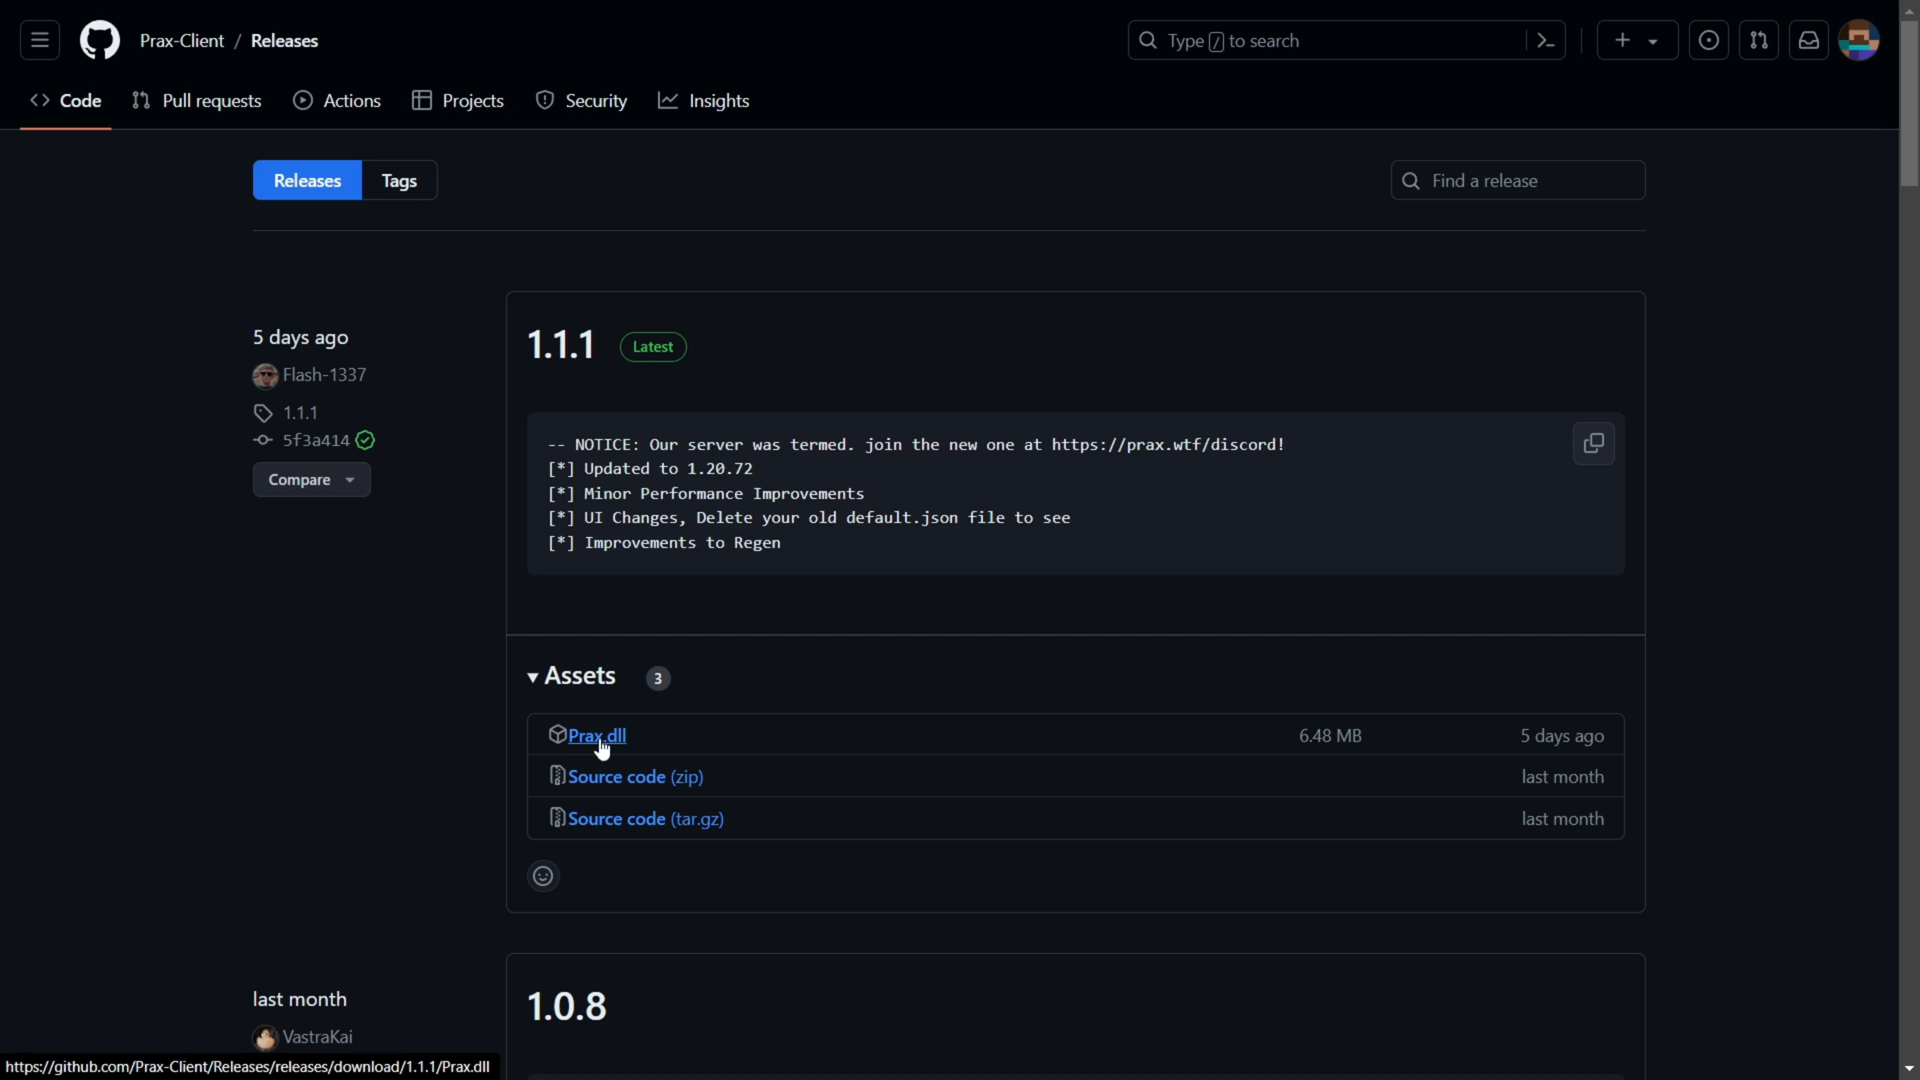 Prax-Client / Releases
Type / to search
Code Pull requests Actions Projects Security Insights
Releases Tags
Find a release
5 days ago
Flash-1337
1.1.1
5f3a414
Compare
1.1.1 Latest
-- NOTICE: Our server was termed. join the new one at https://prax.wtf/discord!
[*] Updated to 1.20.72
[*] Minor Performance Improvements
[*] UI Changes, Delete your old default.json file to see
[*] Improvements to Regen
Assets 3
Prax.dll 6.48 MB 5 days ago
Source code (zip) last month
Source code (tar.gz) last month
last month
VastraKai
1.0.8
https://github.com/Prax-Client/Releases/releases/download/1.1.1/Prax.dll